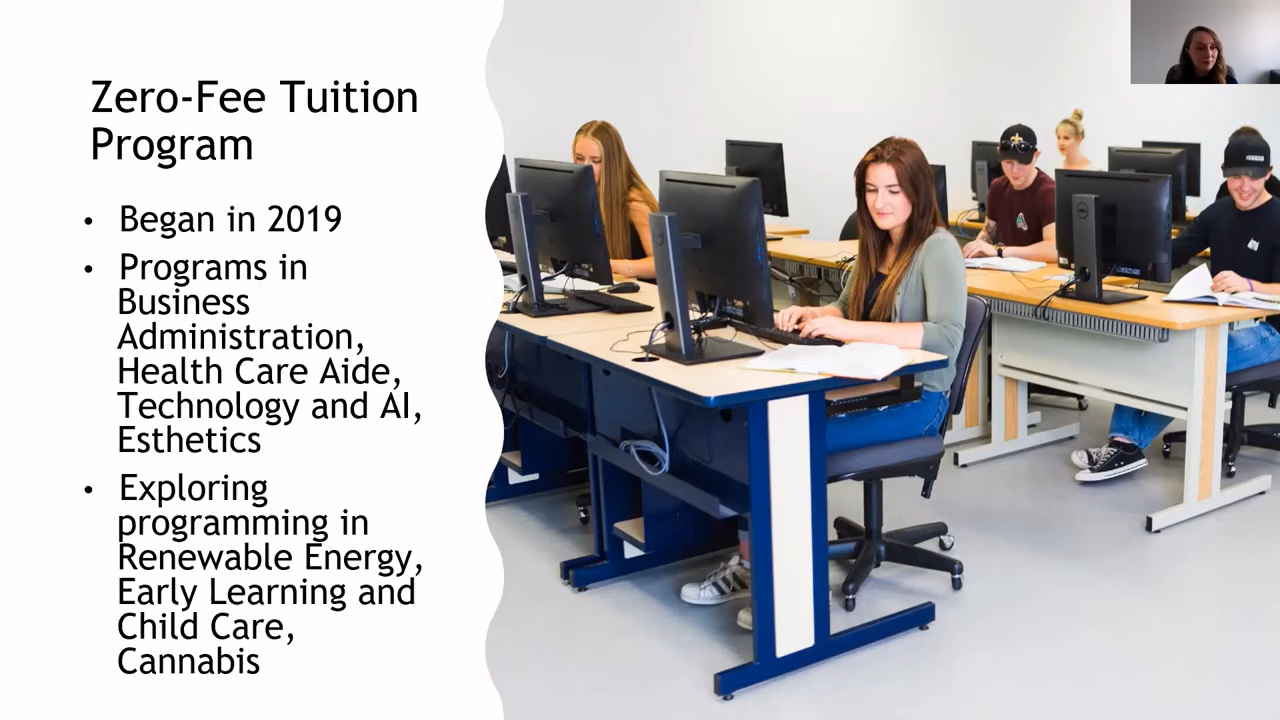 Zero-Fee Tuition
Program
• Began in 2019
• Programs in
Business
Administration,
Health Care Aide,
Technology and AI,
Esthetics
• Exploring
programming in
Renewable Energy,
Early Learning and
Child Care,
Cannabis